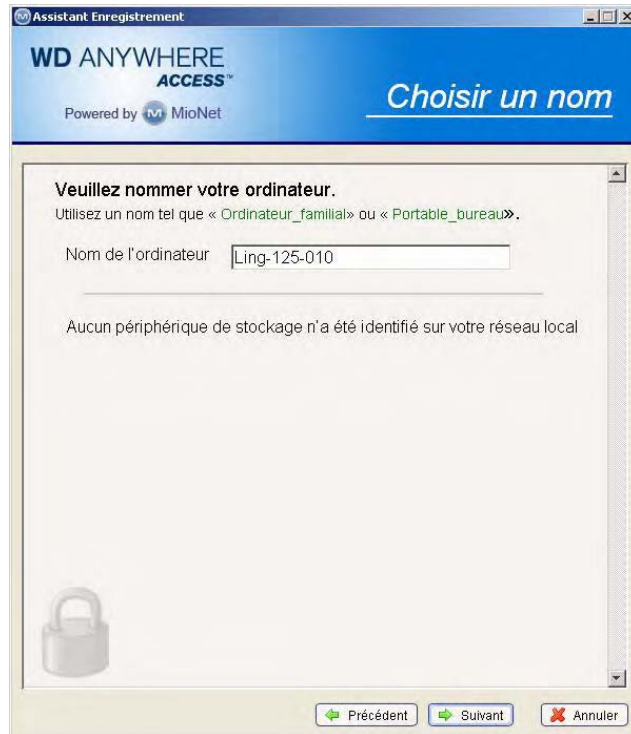 Assistant Enregistrement
WD ANYWHERE
ACCESS™
Powered by M MioNet
Choisir un nom
Veuillez nommer votre ordinateur.
Utilisez un nom tel que « Ordinateur_familial» ou « Portable_bureau».
Nom de l'ordinateur Ling-125-010
Aucun périphérique de stockage n'a été identifié sur votre réseau local
Précédent Suivant Annuler